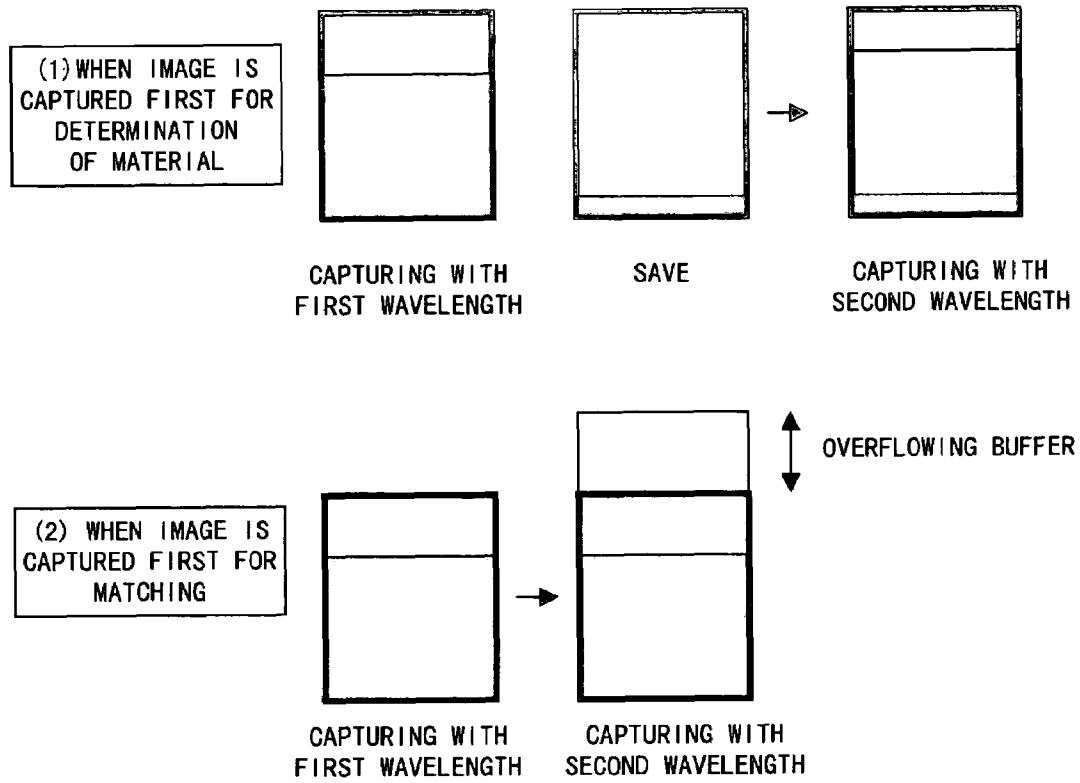 (1) WHEN IMAGE IS
CAPTURED FIRST FOR
DETERMINATION
OF MATERIAL
CAPTURING WITH
FIRST WAVELENGTH
SAVE
CAPTURING WITH
SECOND WAVELENGTH
OVERFLOWING BUFFER
(2) WHEN IMAGE IS
CAPTURED FIRST FOR
MATCHING
CAPTURING WITH
FIRST WAVELENGTH
CAPTURING WITH
SECOND WAVELENGTH